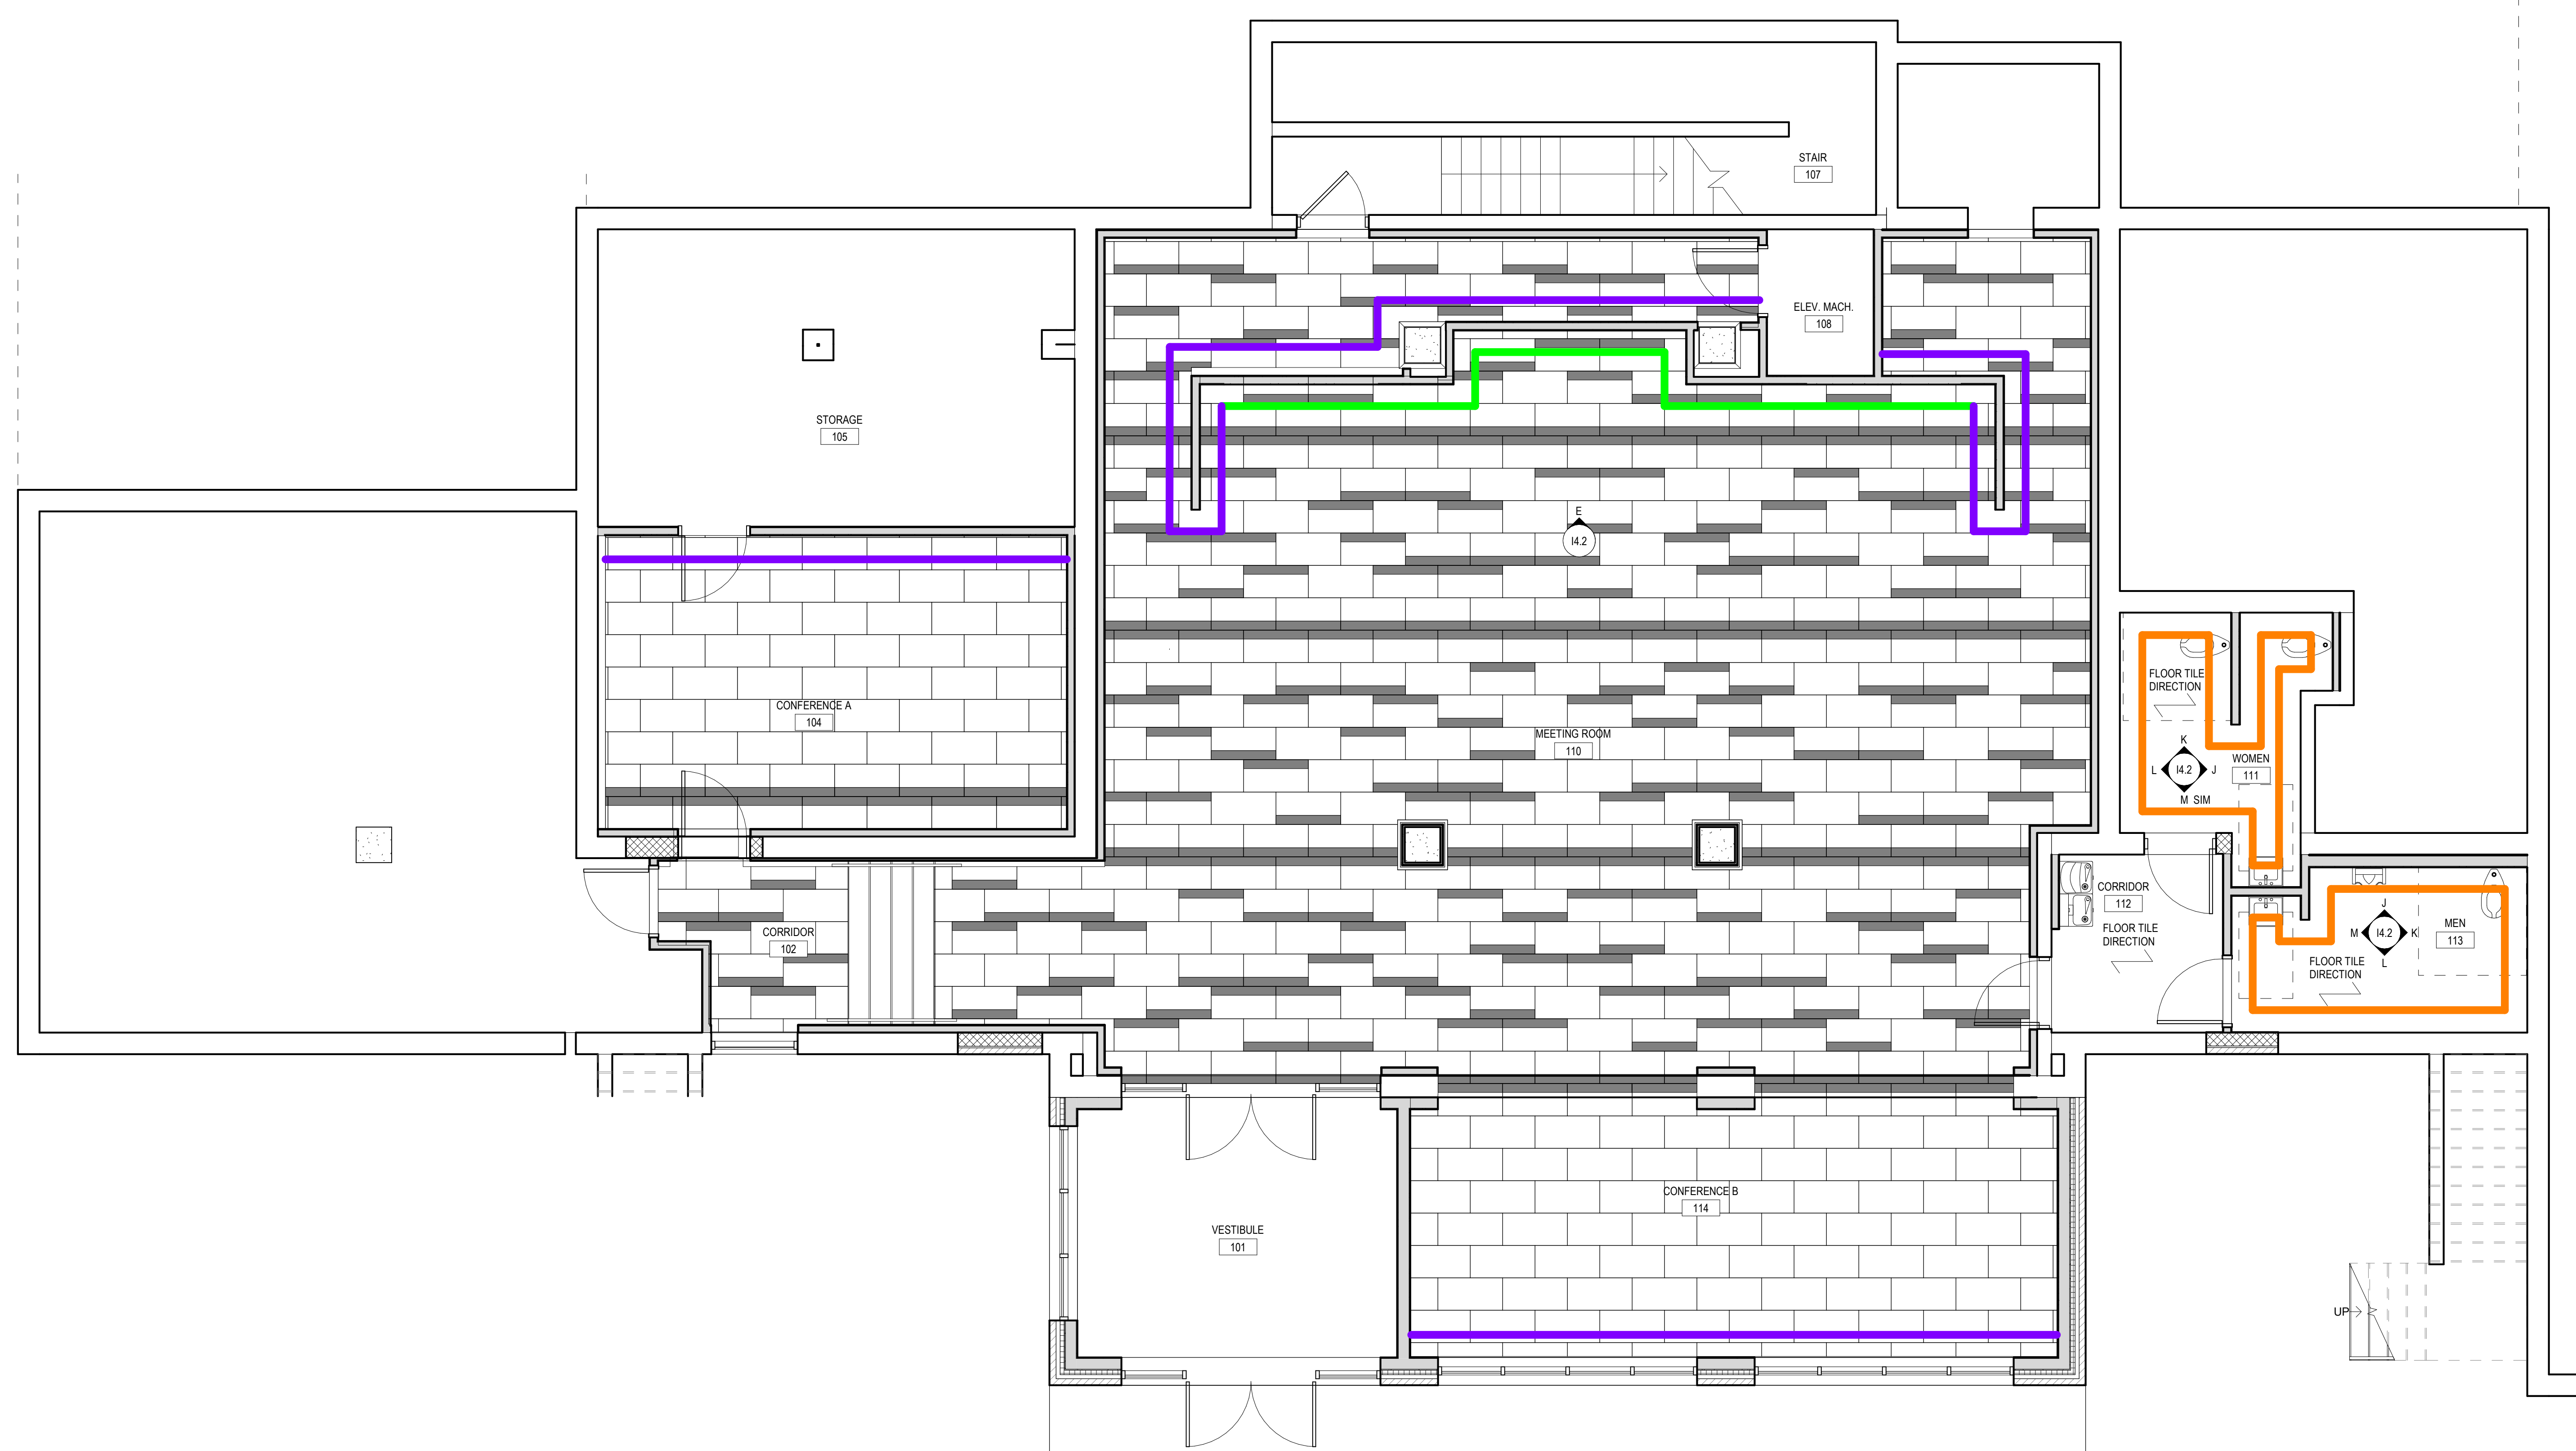 STAIR
107
ELEV. MACH.
108
STORAGE
105
E
I4.2
FLOOR TILE
DIRECTION
CONFERENCE A
104
MEETING ROOM
110
K
L I4.2 J
M SIM
WOMEN
111
CORRIDOR
112
FLOOR TILE
DIRECTION
CORRIDOR
102
J
M I4.2 K
L
MEN
113
FLOOR TILE
DIRECTION
CONFERENCE B
114
VESTIBULE
101
UP